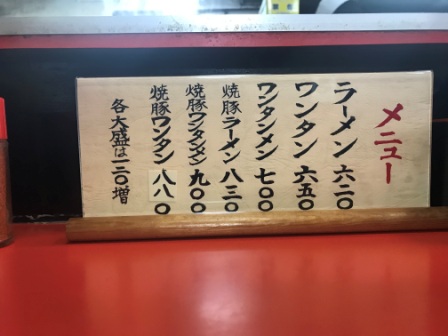 メニュー
ラーメン 六二〇
ワンタン 六五〇
ワンタンメン 七〇〇
焼豚ラーメン 八三〇
焼豚ワンタンメン 九〇〇
焼豚ワンタン 八八〇
各大盛は一二〇増